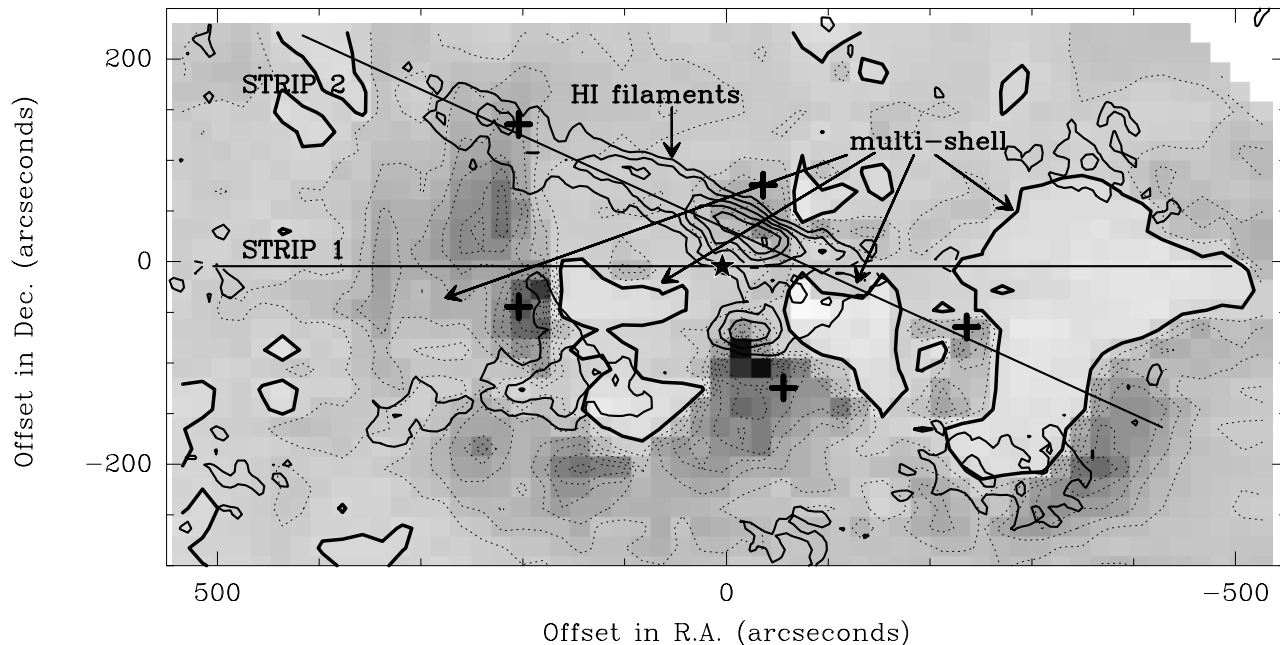 200
STRIP 2
HI filaments
multi-shell
STRIP 1
0
−200
500 0 −500
Offset in R.A. (arcseconds)
Offset in Dec. (arcseconds)